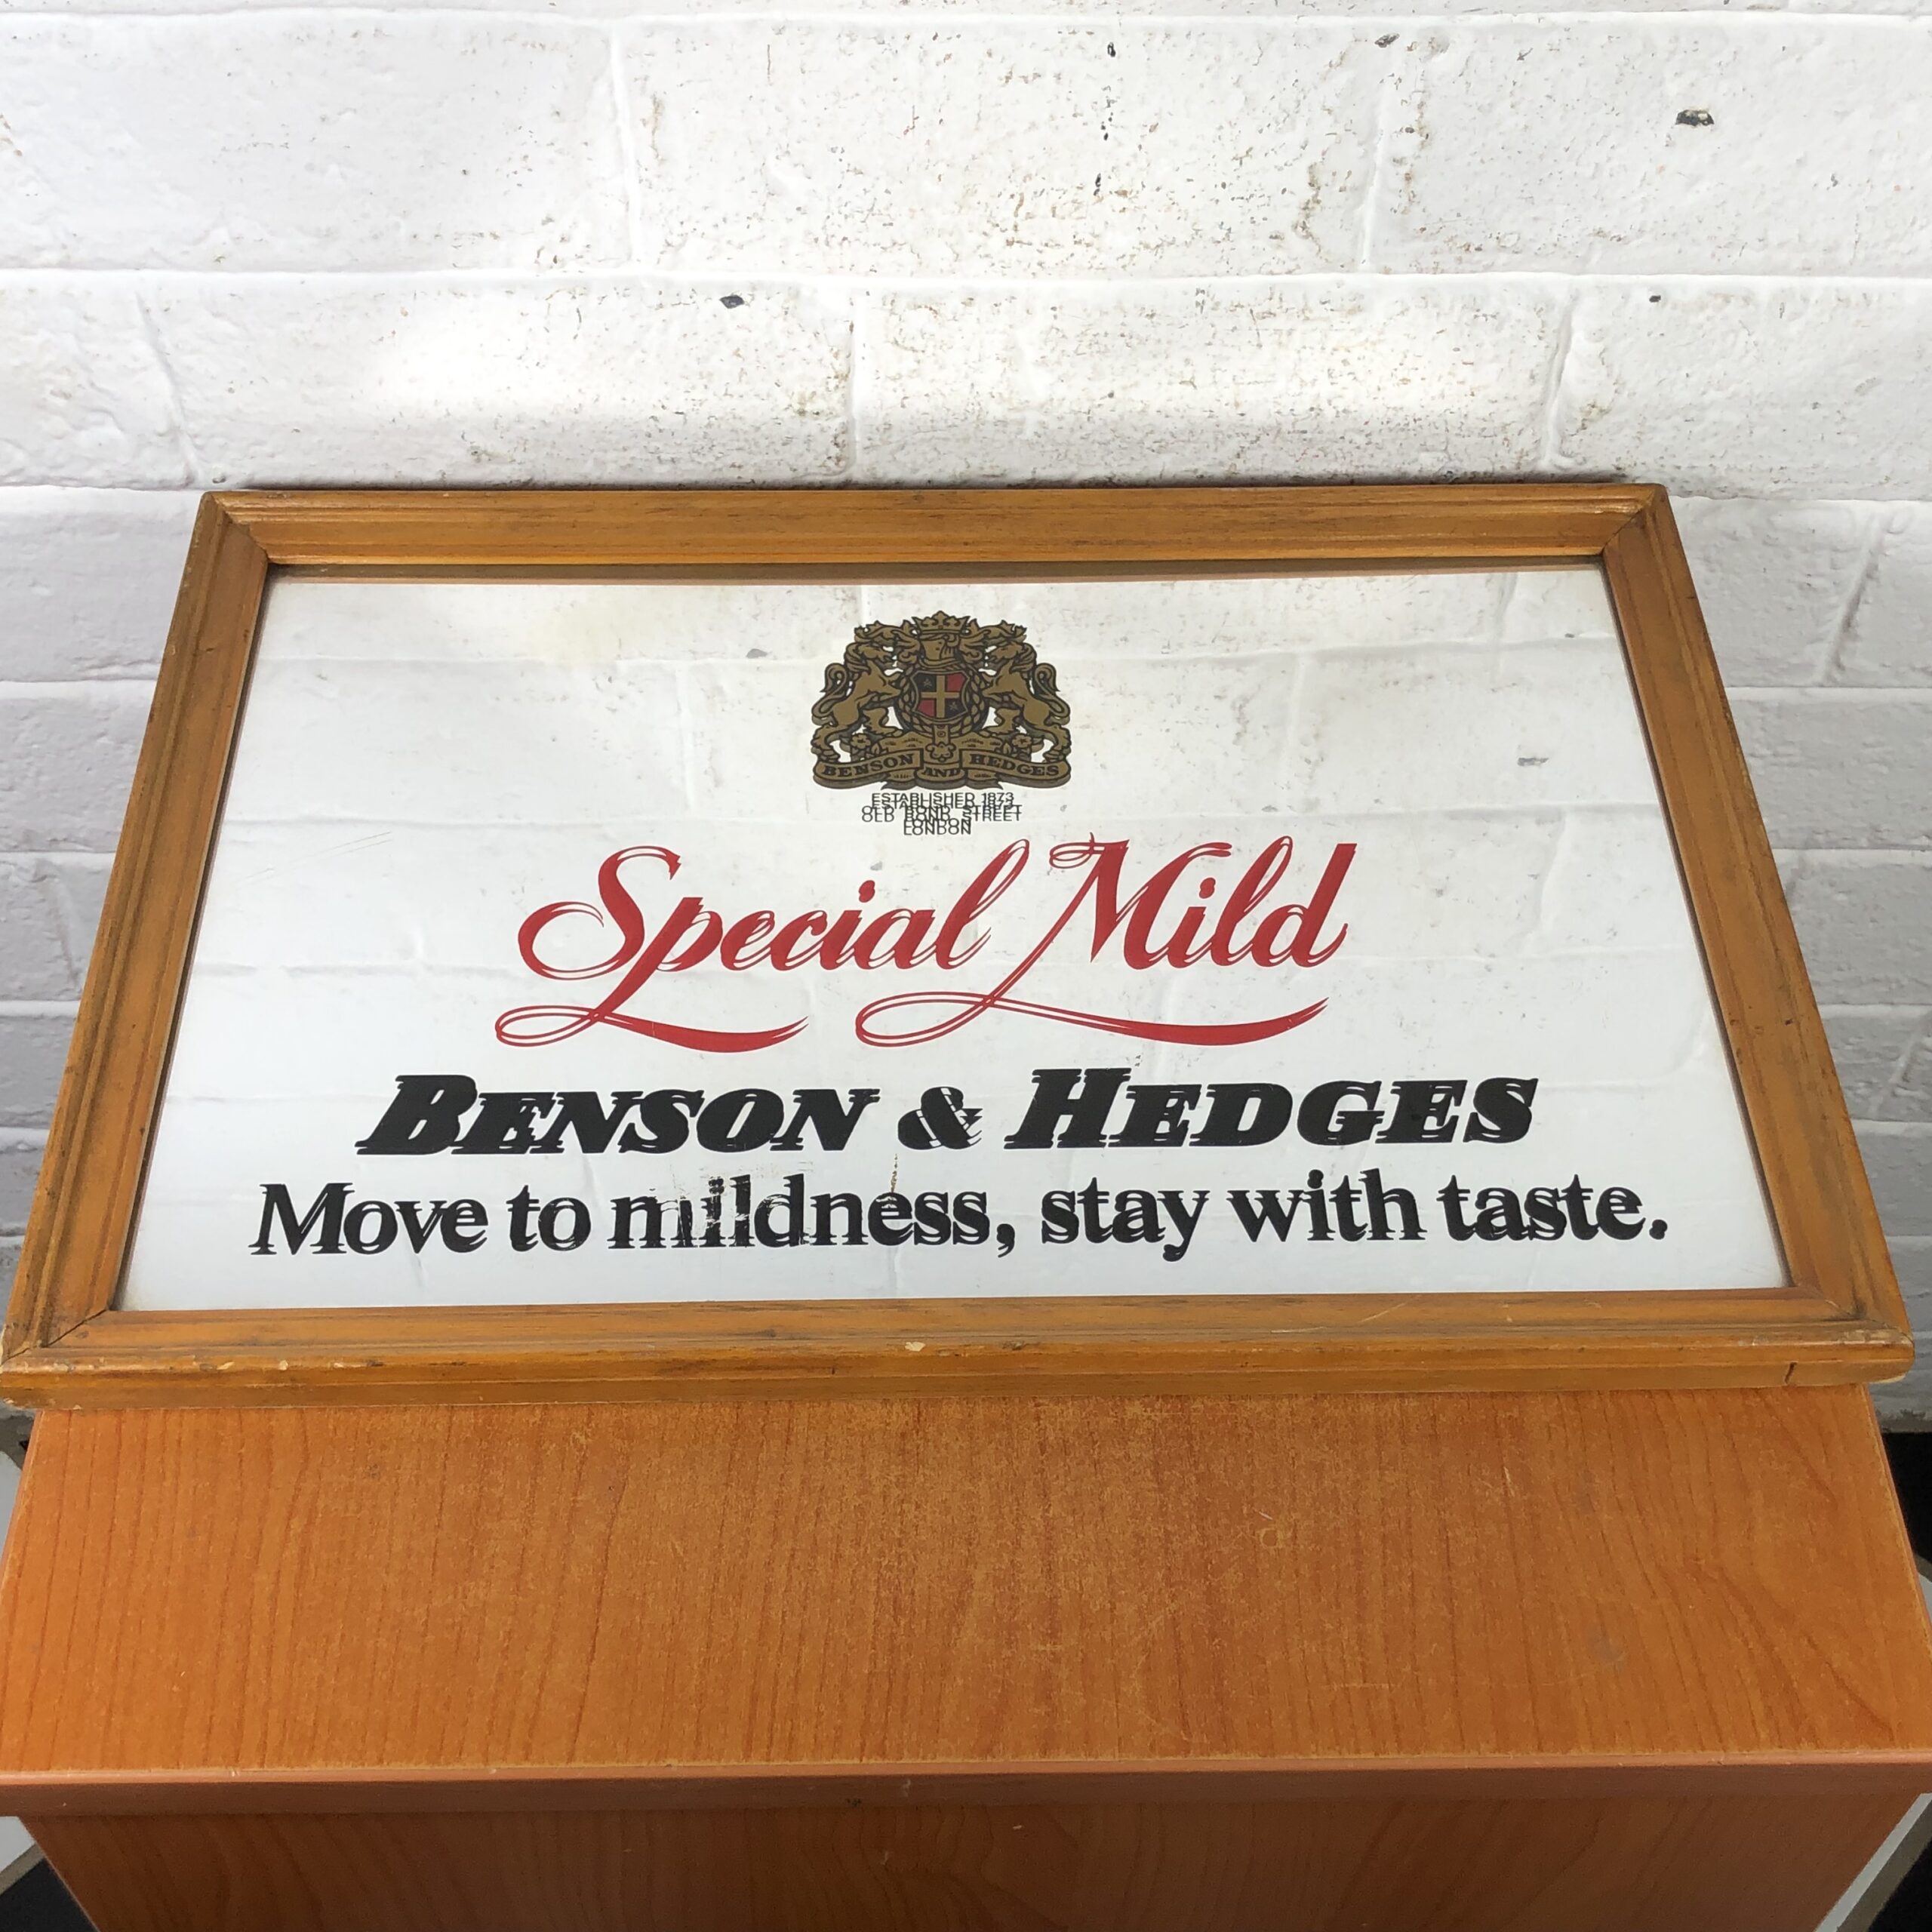 BENSON AND HEDGES
ESTABLISHED 1873
OLD BOND STREET
LONDON
Special Mild
BENSON & HEDGES
Move to mildness, stay with taste.